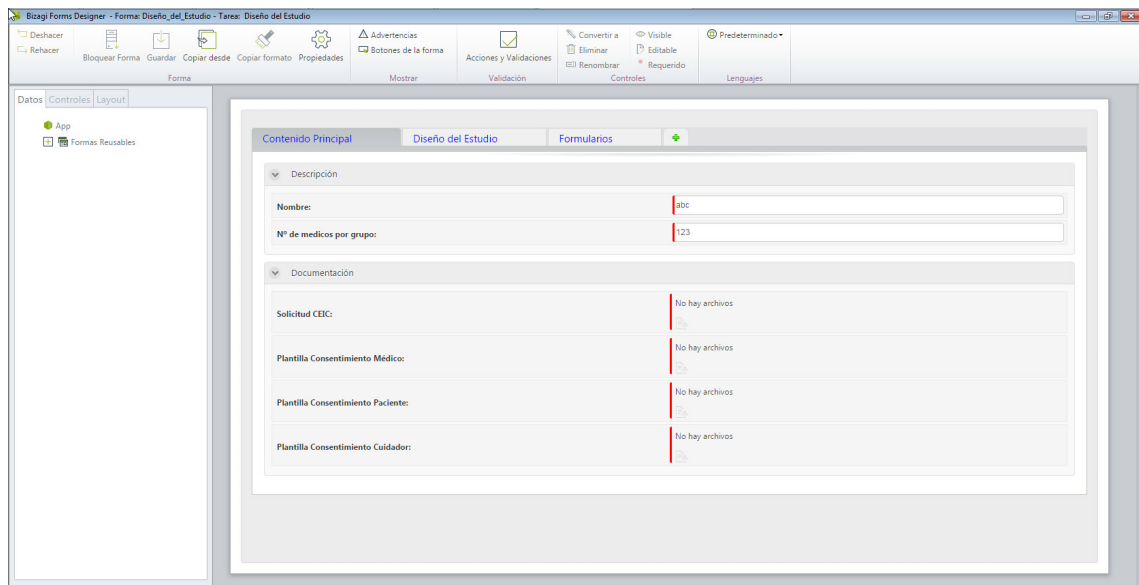 Bizagi Forms Designer - Forma: Diseño_del_Estudio - Tarea: Diseño del Estudio
Deshacer
Rehacer
Bloquear Forma Guardar Copiar desde Copiar formato Propiedades
Forma
Advertencias
Botones de la forma
Mostrar
Acciones y Validaciones
Validación
Convertir a
Eliminar
Renombrar
Visible
Editable
Requerido
Controles
Predeterminado
Lenguajes
Datos Controles Layout
App
Formas Reusables
Contenido Principal Diseño del Estudio Formularios
Descripción
Nombre: abc
Nº de medicos por grupo: 123
Documentación
Solicitud CEIC: No hay archivos
Plantilla Consentimiento Médico: No hay archivos
Plantilla Consentimiento Paciente: No hay archivos
Plantilla Consentimiento Cuidador: No hay archivos